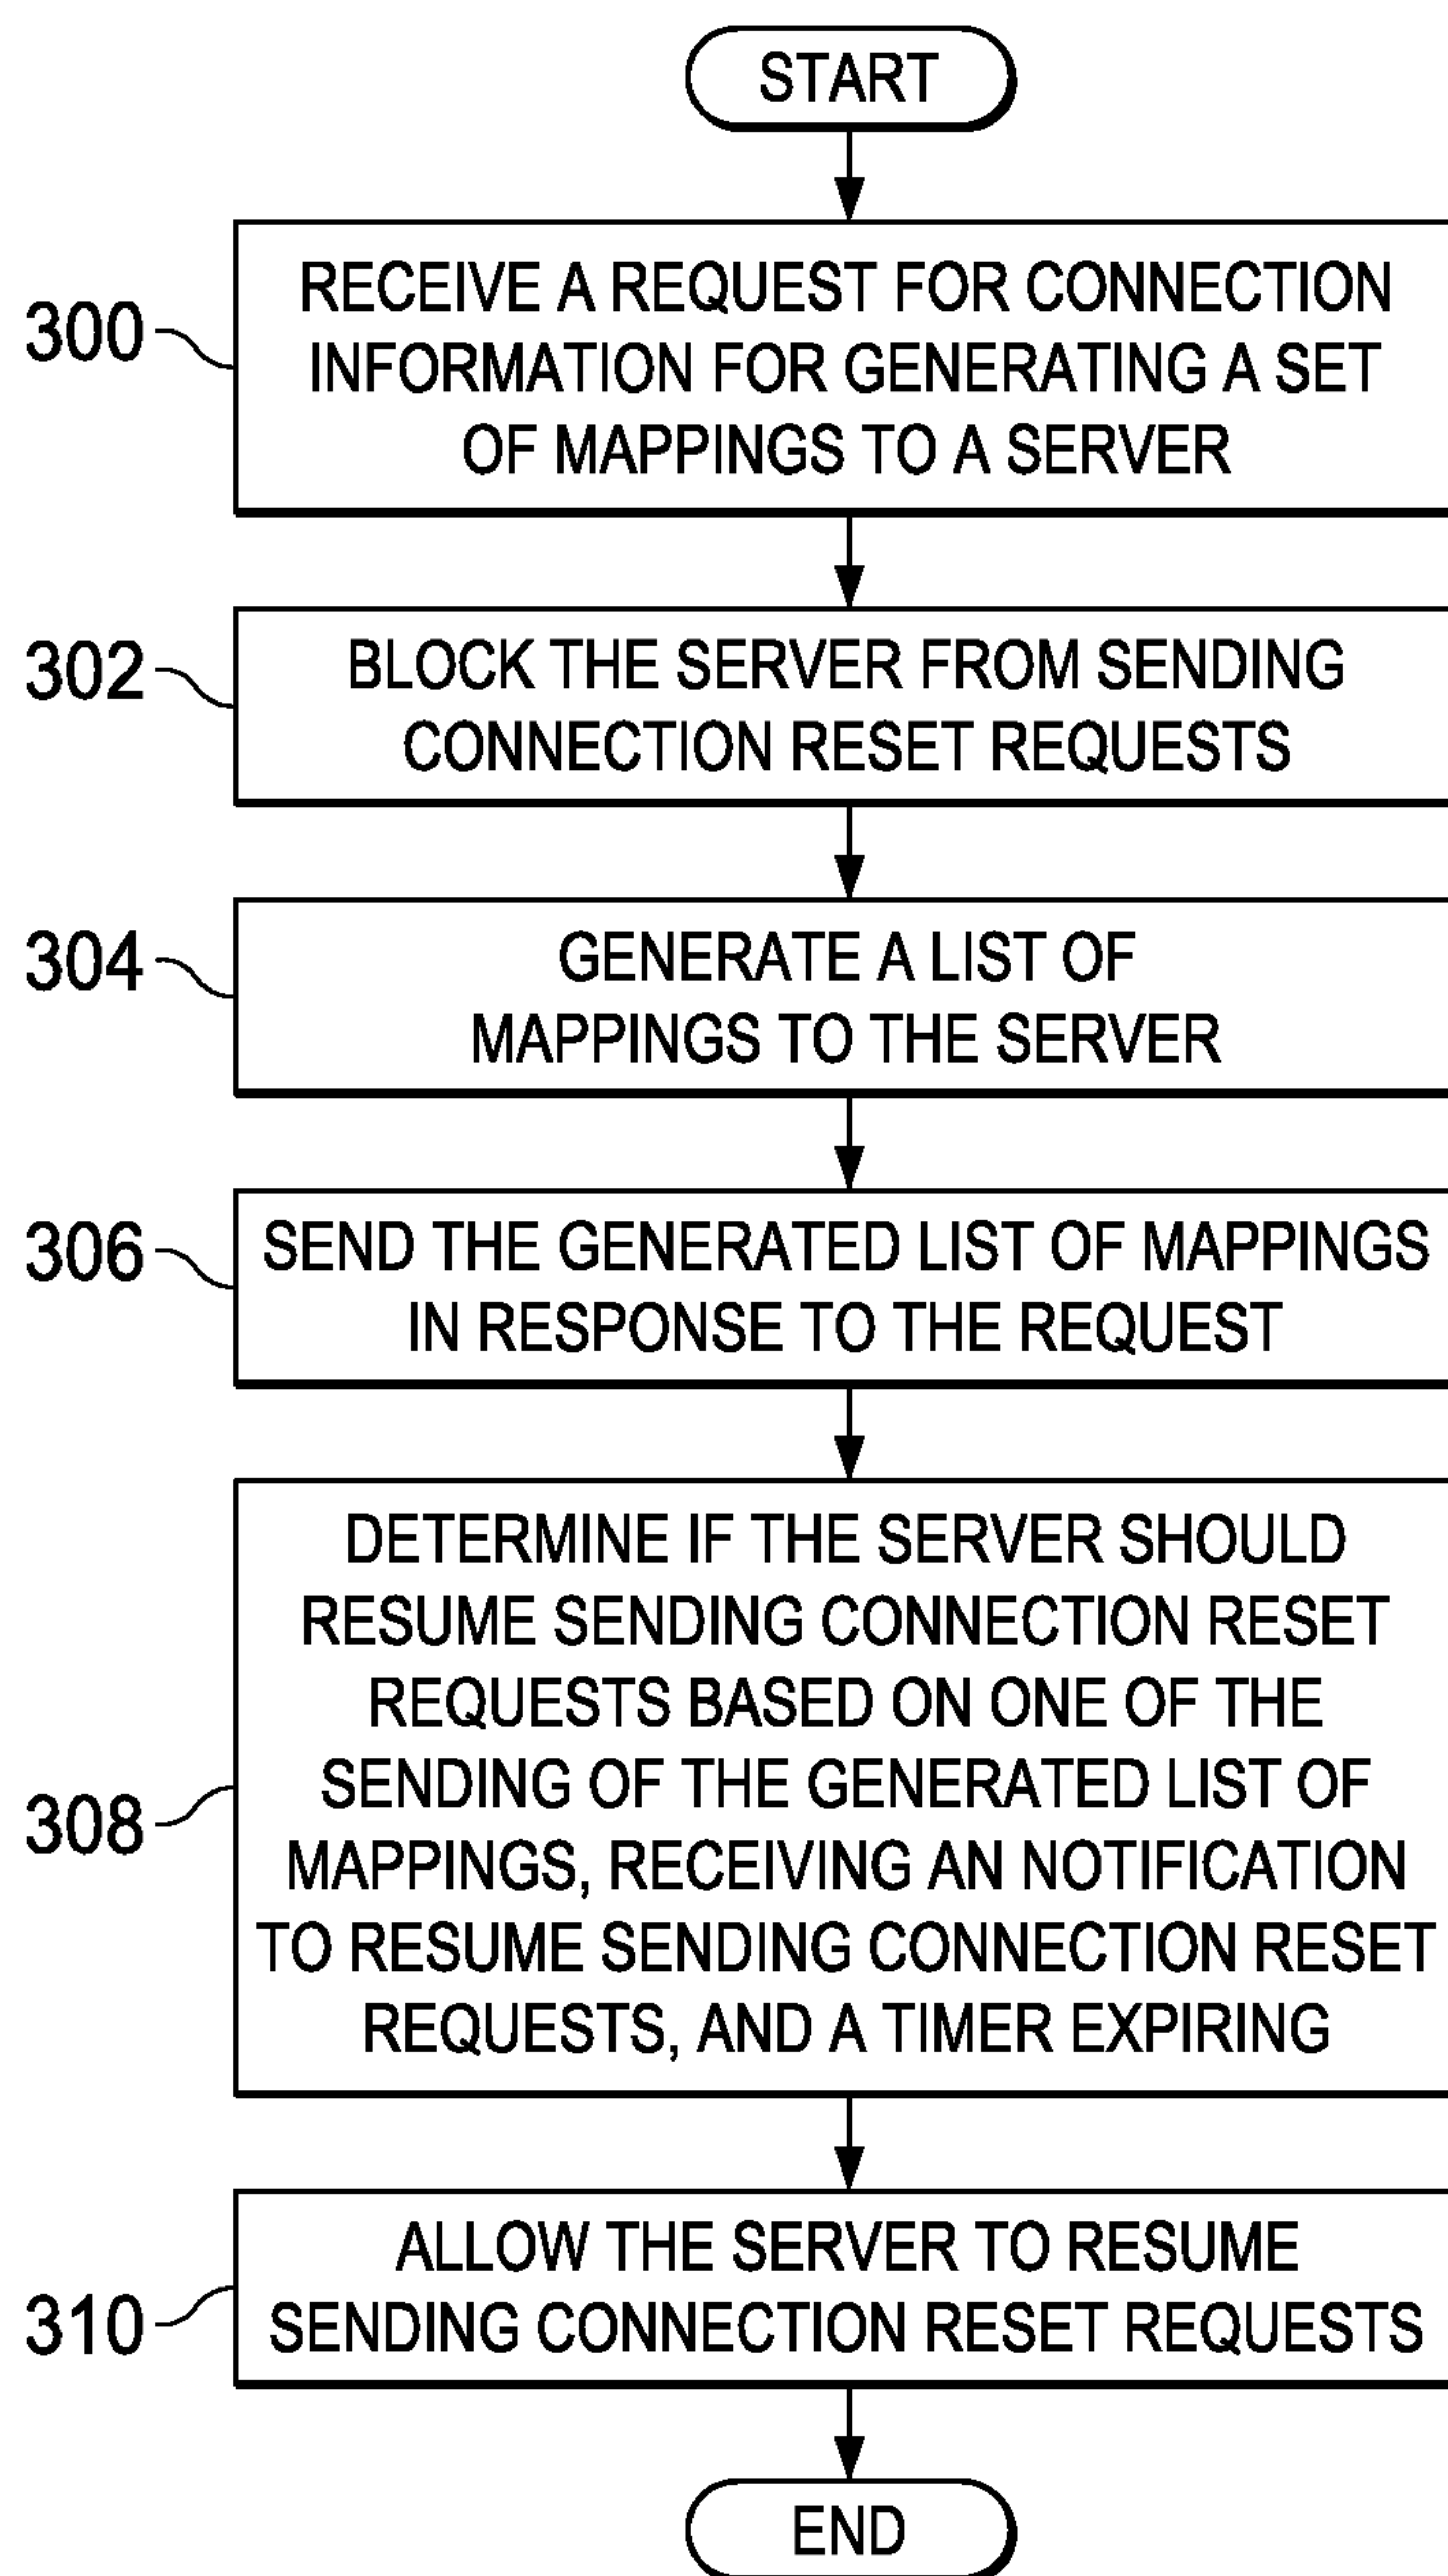 START
300
RECEIVE A REQUEST FOR CONNECTION
INFORMATION FOR GENERATING A SET
OF MAPPINGS TO A SERVER
302
BLOCK THE SERVER FROM SENDING
CONNECTION RESET REQUESTS
304
GENERATE A LIST OF
MAPPINGS TO THE SERVER
306
SEND THE GENERATED LIST OF MAPPINGS
IN RESPONSE TO THE REQUEST
308
DETERMINE IF THE SERVER SHOULD
RESUME SENDING CONNECTION RESET
REQUESTS BASED ON ONE OF THE
SENDING OF THE GENERATED LIST OF
MAPPINGS, RECEIVING AN NOTIFICATION
TO RESUME SENDING CONNECTION RESET
REQUESTS, AND A TIMER EXPIRING
310
ALLOW THE SERVER TO RESUME
SENDING CONNECTION RESET REQUESTS
END